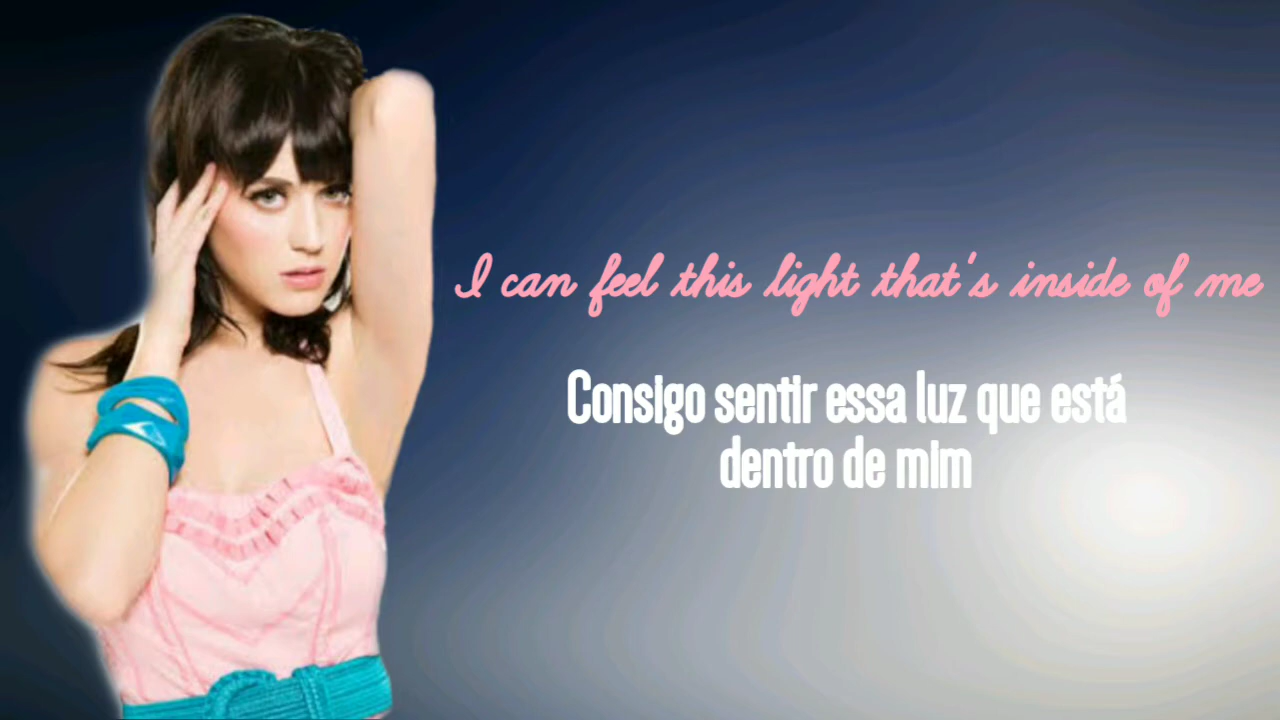 I can feel this light that's inside of me
Consigo sentir essa luz que está
dentro de mim